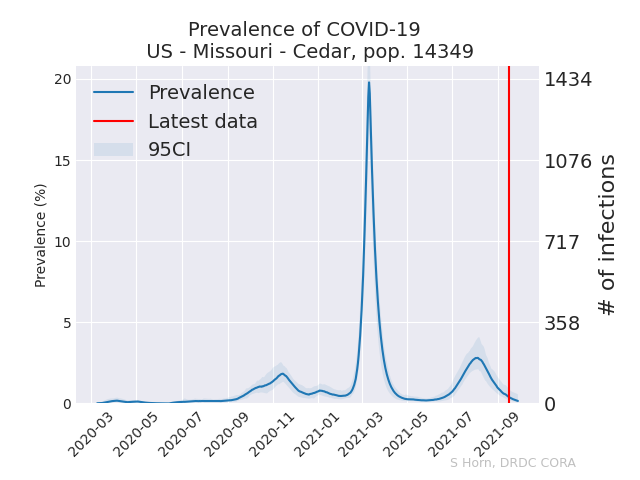 Prevalence of COVID-19
US - Missouri - Cedar, pop. 14349
Prevalence
Latest data
95CI
Prevalence (%)
20
15
10
5
0
1434
1076
717
358
0
# of infections
2020-03
2020-05
2020-07
2020-09
2020-11
2021-01
2021-03
2021-05
2021-07
2021-09
S Horn, DRDC CORA